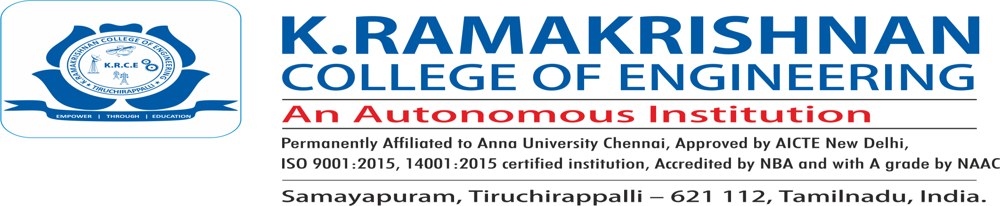 K.RAMAKRISHNAN COLLEGE OF ENGINEERING
★ TIRUCHIRAPPALLI ★
K.R.C.E
EMPOWER | THROUGH | EDUCATION
K.RAMAKRISHNAN
COLLEGE OF ENGINEERING
An Autonomous Institution
Permanently Affiliated to Anna University Chennai, Approved by AICTE New Delhi,
ISO 9001:2015, 14001:2015 certified institution, Accredited by NBA and with A grade by NAAC
Samayapuram, Tiruchirappalli – 621 112, Tamilnadu, India.